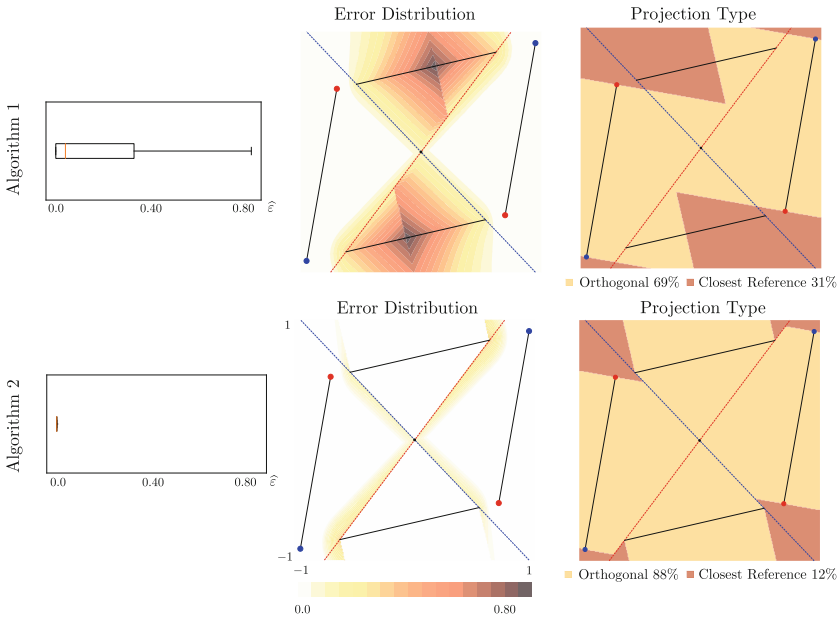 Error Distribution
Projection Type
Algorithm 1
0.0 0.40 0.80 ε̂
Orthogonal 69% Closest Reference 31%
Error Distribution
Projection Type
Algorithm 2
1
0.0 0.40 0.80 ε̂
−1
−1 1
Orthogonal 88% Closest Reference 12%
0.0 0.80